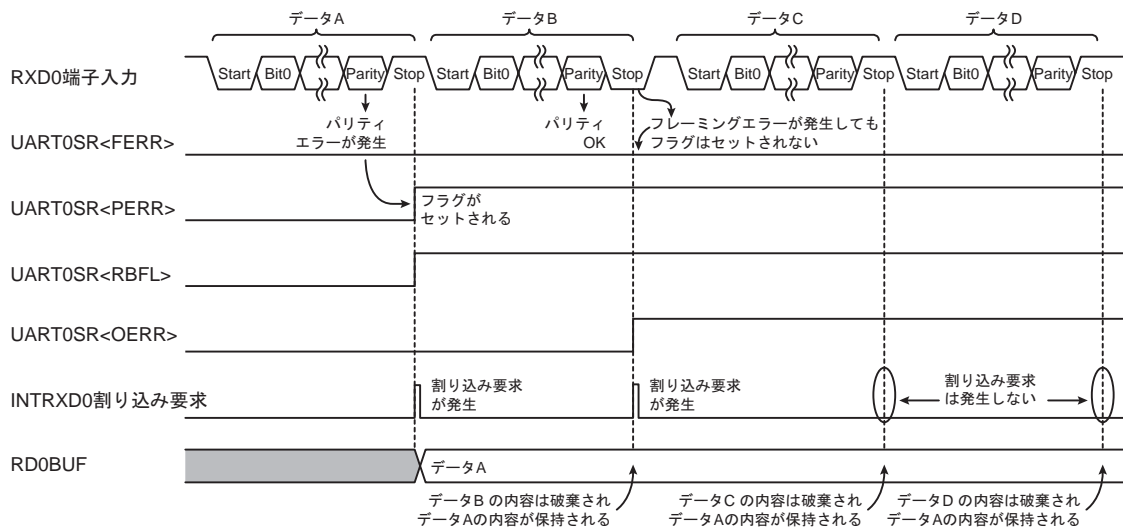 データA データB データC データD
RXD0端子入力 Start Bit0 Parity Stop Start Bit0 Parity Stop Start Bit0 Parity Stop Start Bit0 Parity Stop
パリティ
エラーが発生
パリティ
OK
フレーミングエラーが発生しても
フラグはセットされない
UART0SR<FERR>
UART0SR<PERR>
フラグが
セットされる
UART0SR<RBFL>
UART0SR<OERR>
INTRXD0割り込み要求
割り込み要求
が発生
割り込み要求
が発生
割り込み要求
は発生しない
RD0BUF
データA
データB の内容は破棄され
データAの内容が保持される
データC の内容は破棄され
データAの内容が保持される
データD の内容は破棄され
データAの内容が保持される